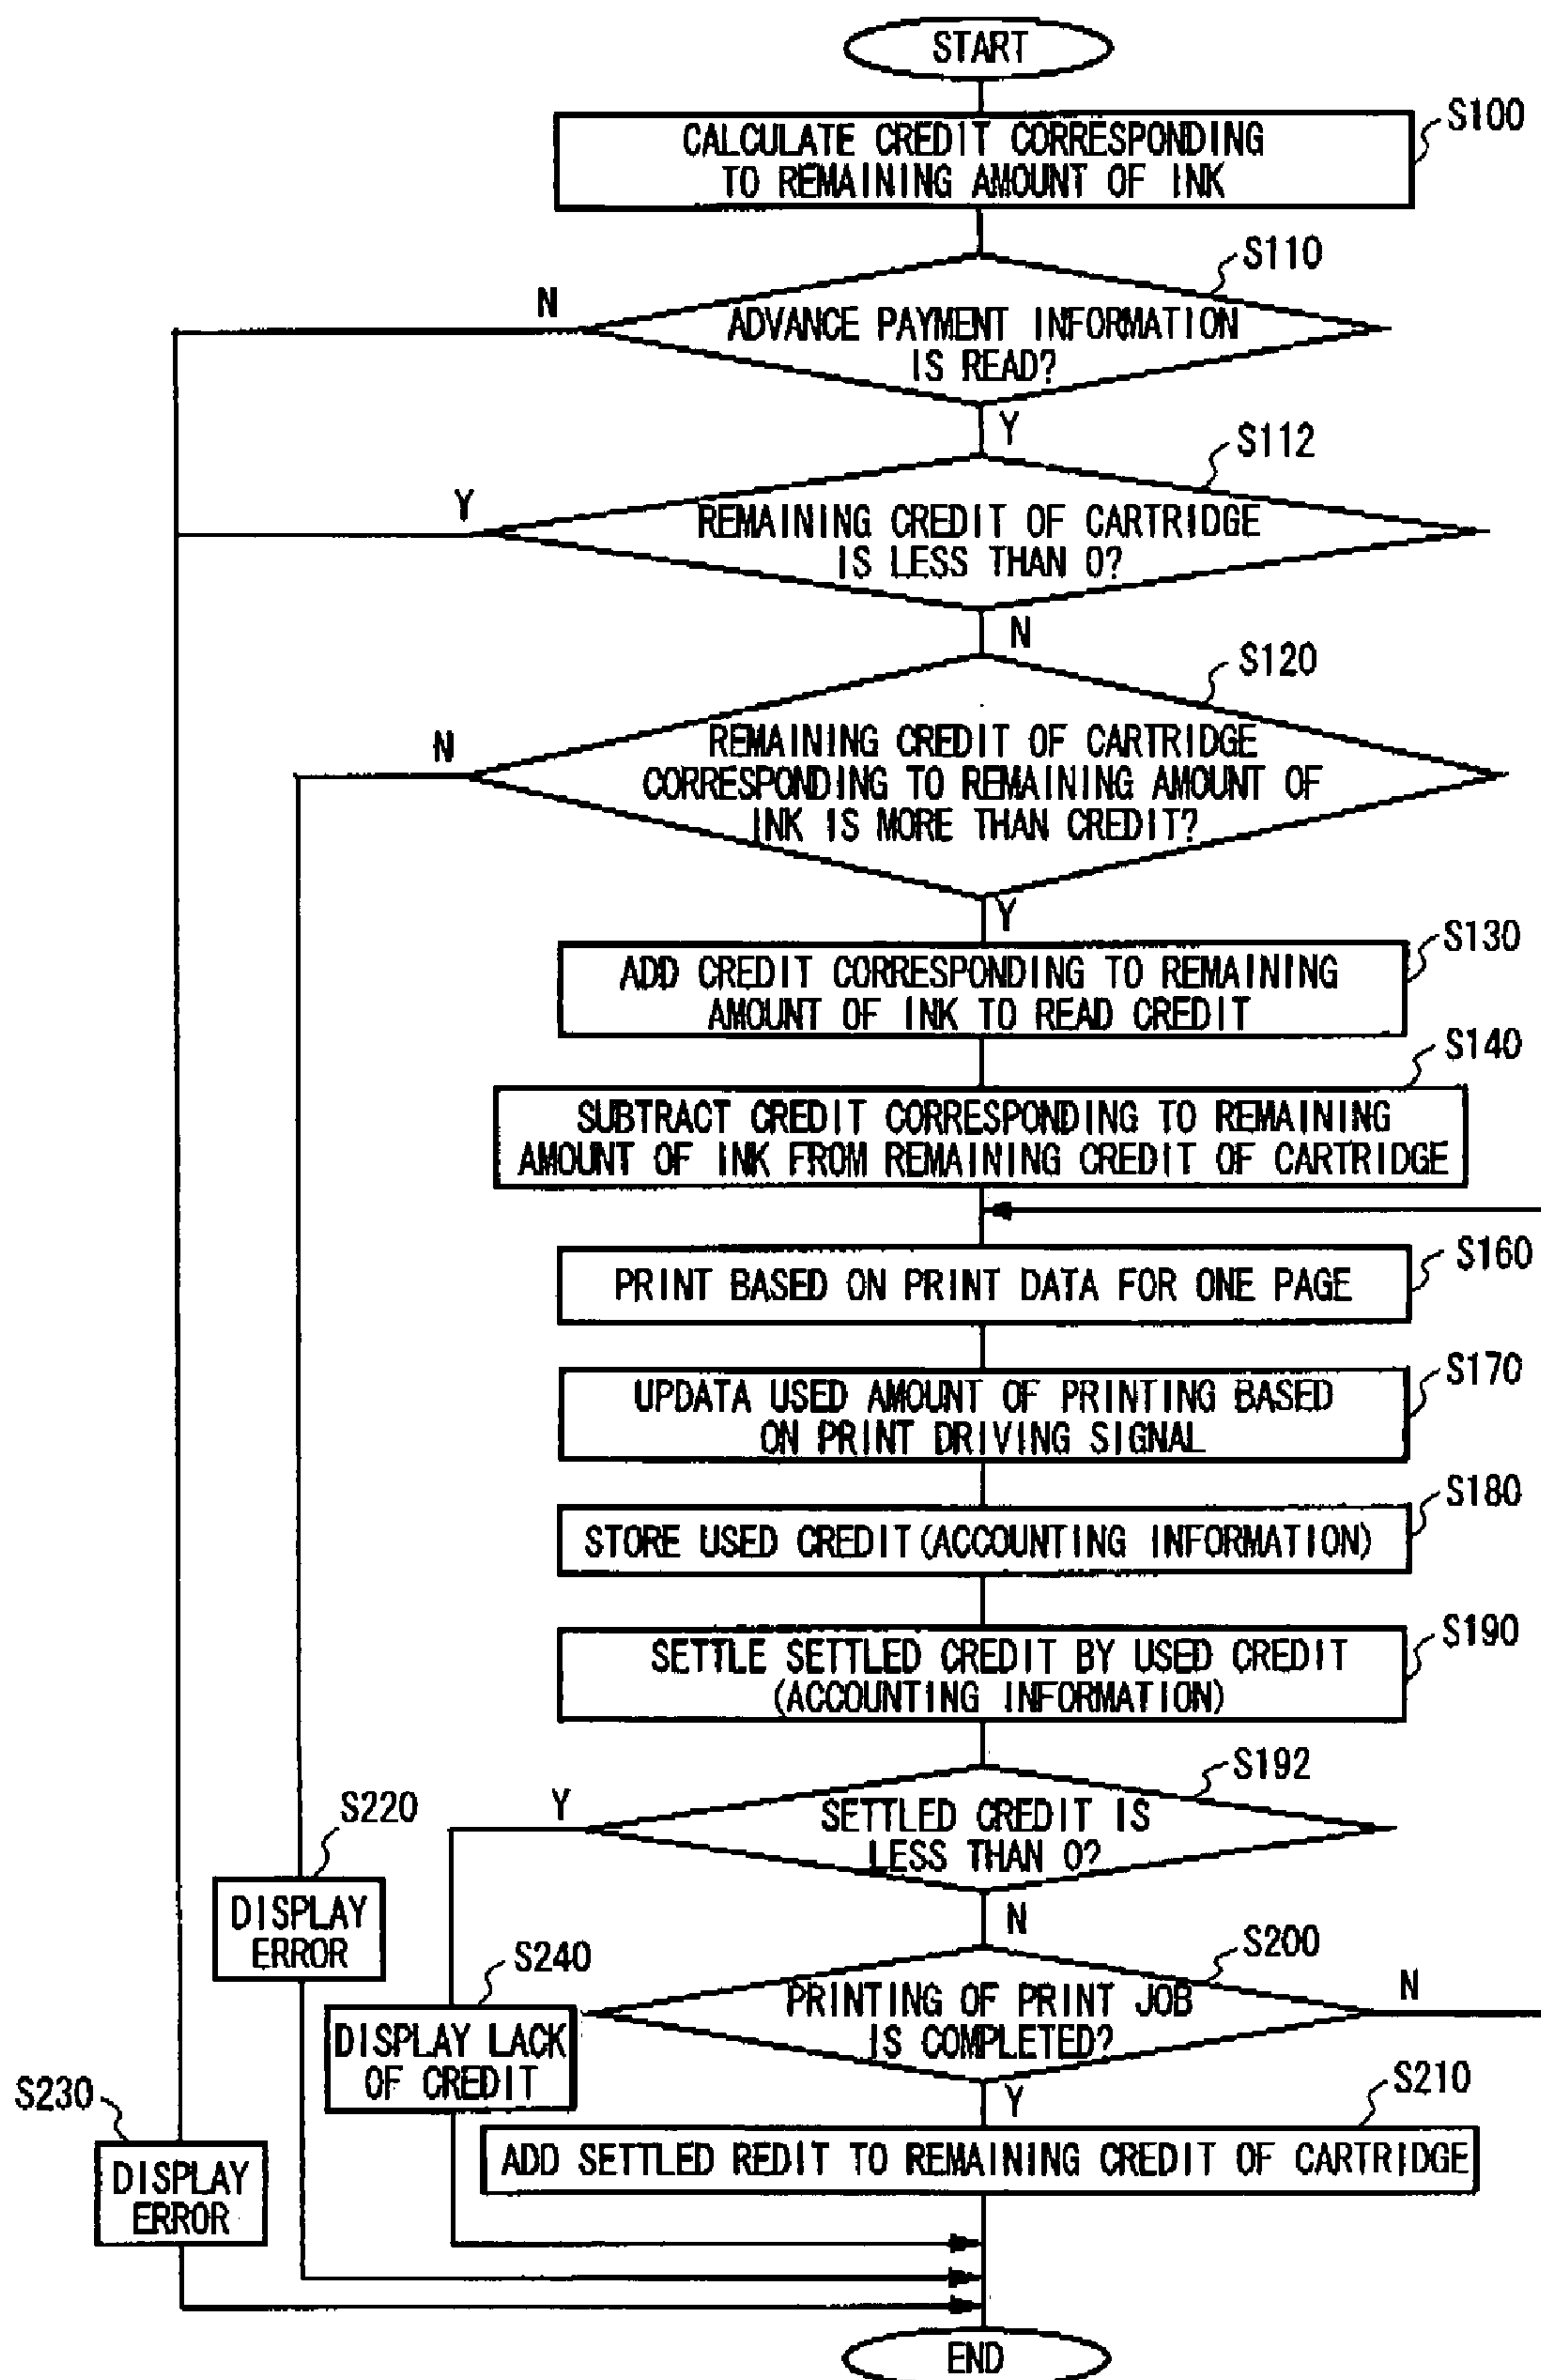 START
S100
CALCULATE CREDIT CORRESPONDING
TO REMAINING AMOUNT OF INK
S110
N
ADVANCE PAYMENT INFORMATION
IS READ?
Y
S112
Y
REMAINING CREDIT OF CARTRIDGE
IS LESS THAN 0?
N
S120
N
REMAINING CREDIT OF CARTRIDGE
CORRESPONDING TO REMAINING AMOUNT OF
INK IS MORE THAN CREDIT?
Y
S130
ADD CREDIT CORRESPONDING TO REMAINING
AMOUNT OF INK TO READ CREDIT
S140
SUBTRACT CREDIT CORRESPONDING TO REMAINING
AMOUNT OF INK FROM REMAINING CREDIT OF CARTRIDGE
S160
PRINT BASED ON PRINT DATA FOR ONE PAGE
S170
UPDATA USED AMOUNT OF PRINTING BASED
ON PRINT DRIVING SIGNAL
S180
STORE USED CREDIT(ACCOUNTING INFORMATION)
S190
SETTLE SETTLED CREDIT BY USED CREDIT
(ACCOUNTING INFORMATION)
S192
Y
SETTLED CREDIT IS
LESS THAN 0?
N
S220
DISPLAY
ERROR
S240
DISPLAY LACK
OF CREDIT
S200
N
PRINTING OF PRINT JOB
IS COMPLETED?
Y
S210
ADD SETTLED REDIT TO REMAINING CREDIT OF CARTRIDGE
S230
DISPLAY
ERROR
END